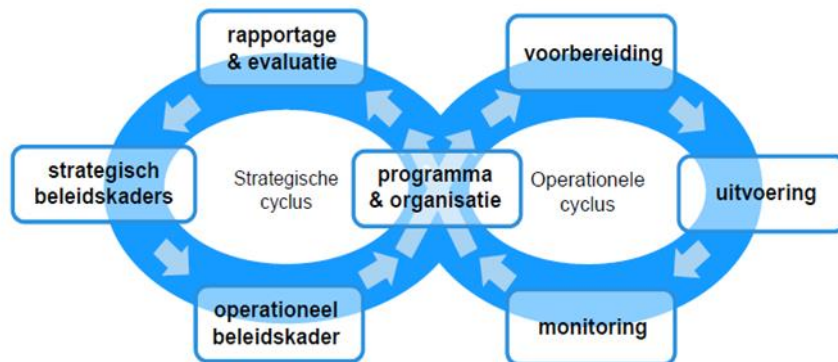 rapportage
& evaluatie
voorbereiding
strategisch
beleidskaders
Strategische
cyclus
programma
& organisatie
Operationele
cyclus
uitvoering
operationeel
beleidskader
monitoring